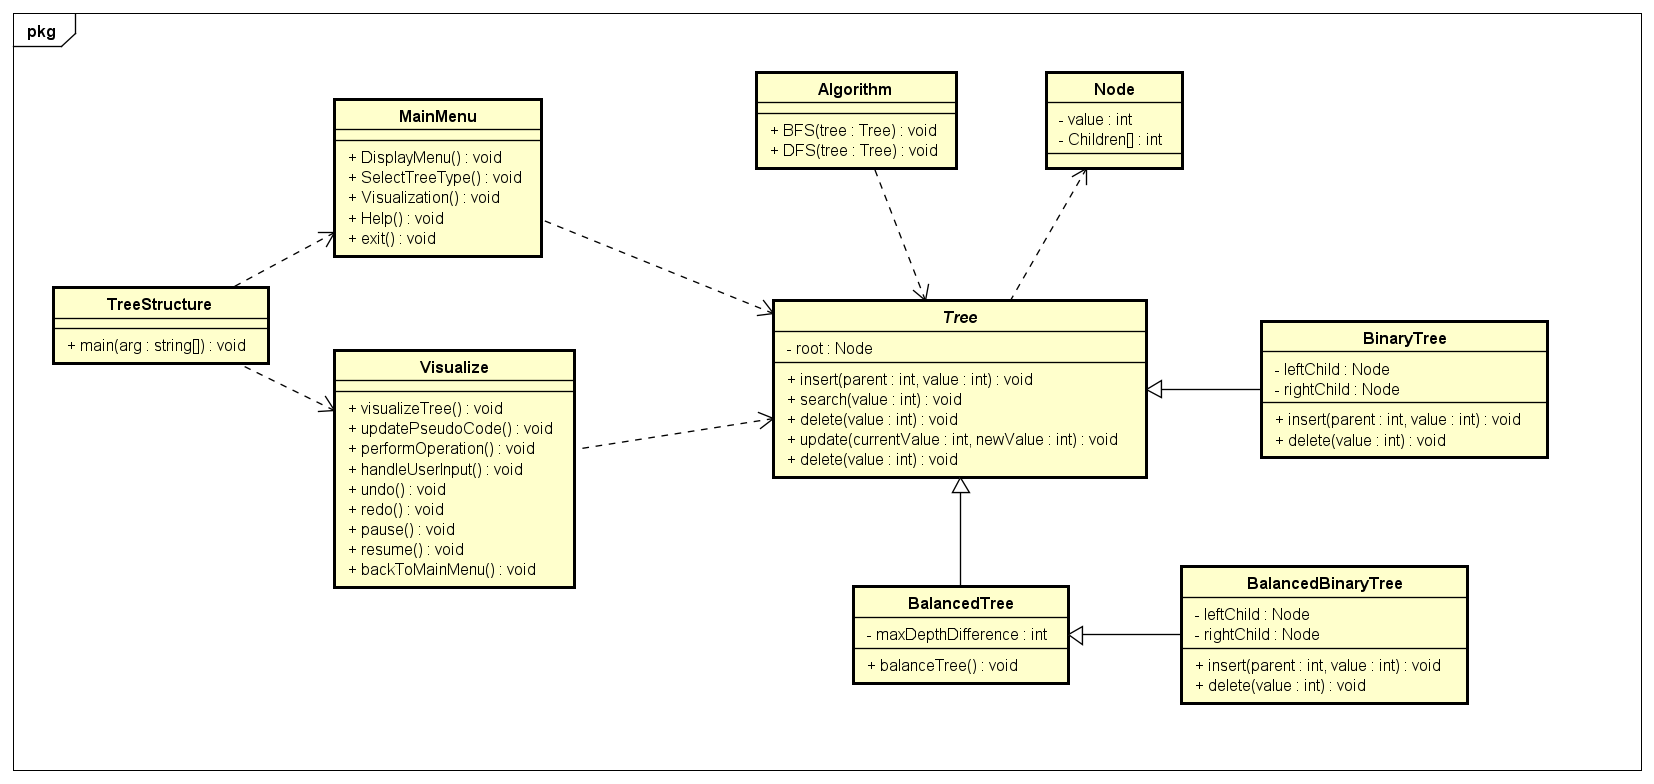 pkg
MainMenu
+ DisplayMenu() : void
+ SelectTreeType() : void
+ Visualization() : void
+ Help() : void
+ exit() : void
Algorithm
+ BFS(tree : Tree) : void
+ DFS(tree : Tree) : void
Node
- value : int
- Children[] : int
TreeStructure
+ main(arg : string[]) : void
Visualize
+ visualizeTree() : void
+ updatePseudoCode() : void
+ performOperation() : void
+ handleUserInput() : void
+ undo() : void
+ redo() : void
+ pause() : void
+ resume() : void
+ backToMainMenu() : void
Tree
- root : Node
+ insert(parent : int, value : int) : void
+ search(value : int) : void
+ delete(value : int) : void
+ update(currentValue : int, newValue : int) : void
+ delete(value : int) : void
BinaryTree
- leftChild : Node
- rightChild : Node
+ insert(parent : int, value : int) : void
+ delete(value : int) : void
BalancedTree
- maxDepthDifference : int
+ balanceTree() : void
BalancedBinaryTree
- leftChild : Node
- rightChild : Node
+ insert(parent : int, value : int) : void
+ delete(value : int) : void